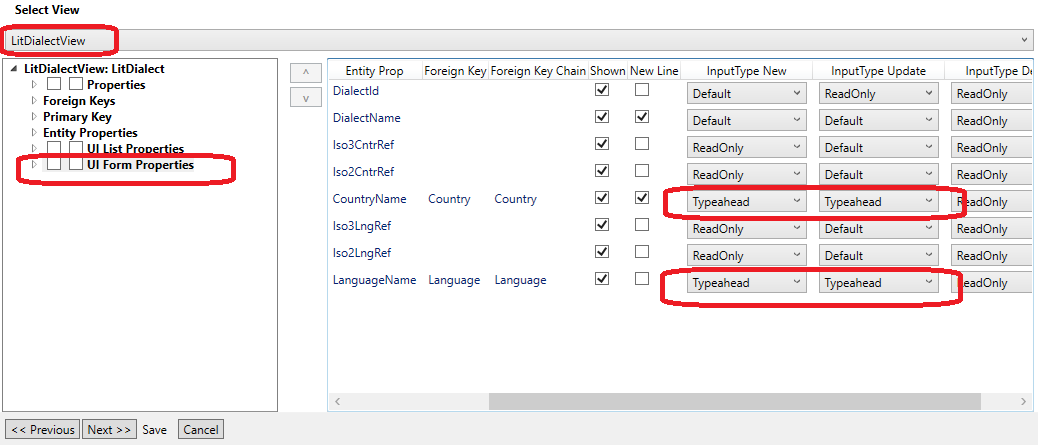 Select View
LitDialectView
LitDialectView: LitDialect
Properties
Foreign Keys
Primary Key
Entity Properties
UI List Properties
UI Form Properties
^
v
Entity Prop Foreign Key Foreign Key Chain Shown New Line InputType New InputType Update InputType De
DialectId Default ReadOnly ReadOnly
DialectName Default Default ReadOnly
Iso3CntrRef ReadOnly Default ReadOnly
Iso2CntrRef ReadOnly Default ReadOnly
CountryName Country Country Typeahead Typeahead ReadOnly
Iso3LngRef ReadOnly Default ReadOnly
Iso2LngRef ReadOnly Default ReadOnly
LanguageName Language Language Typeahead Typeahead ReadOnly
<< Previous Next >> Save Cancel